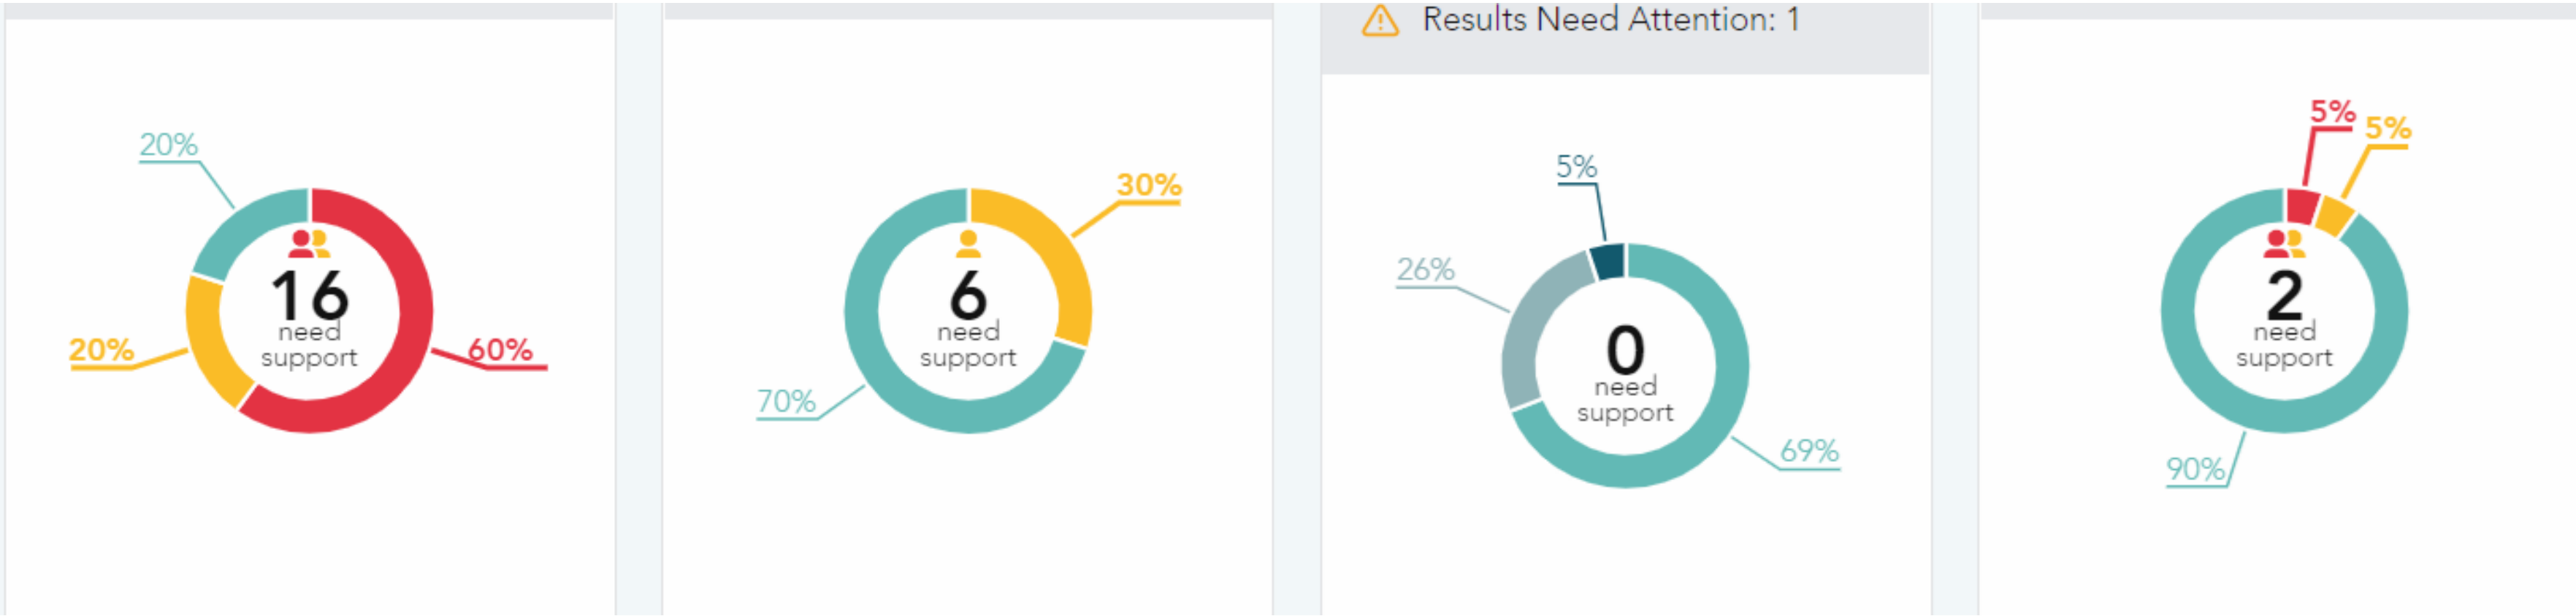 20%
16
need
support
20%
60%
30%
6
need
support
70%
Results Need Attention: 1
5%
26%
0
need
support
69%
5%
5%
2
need
support
90%